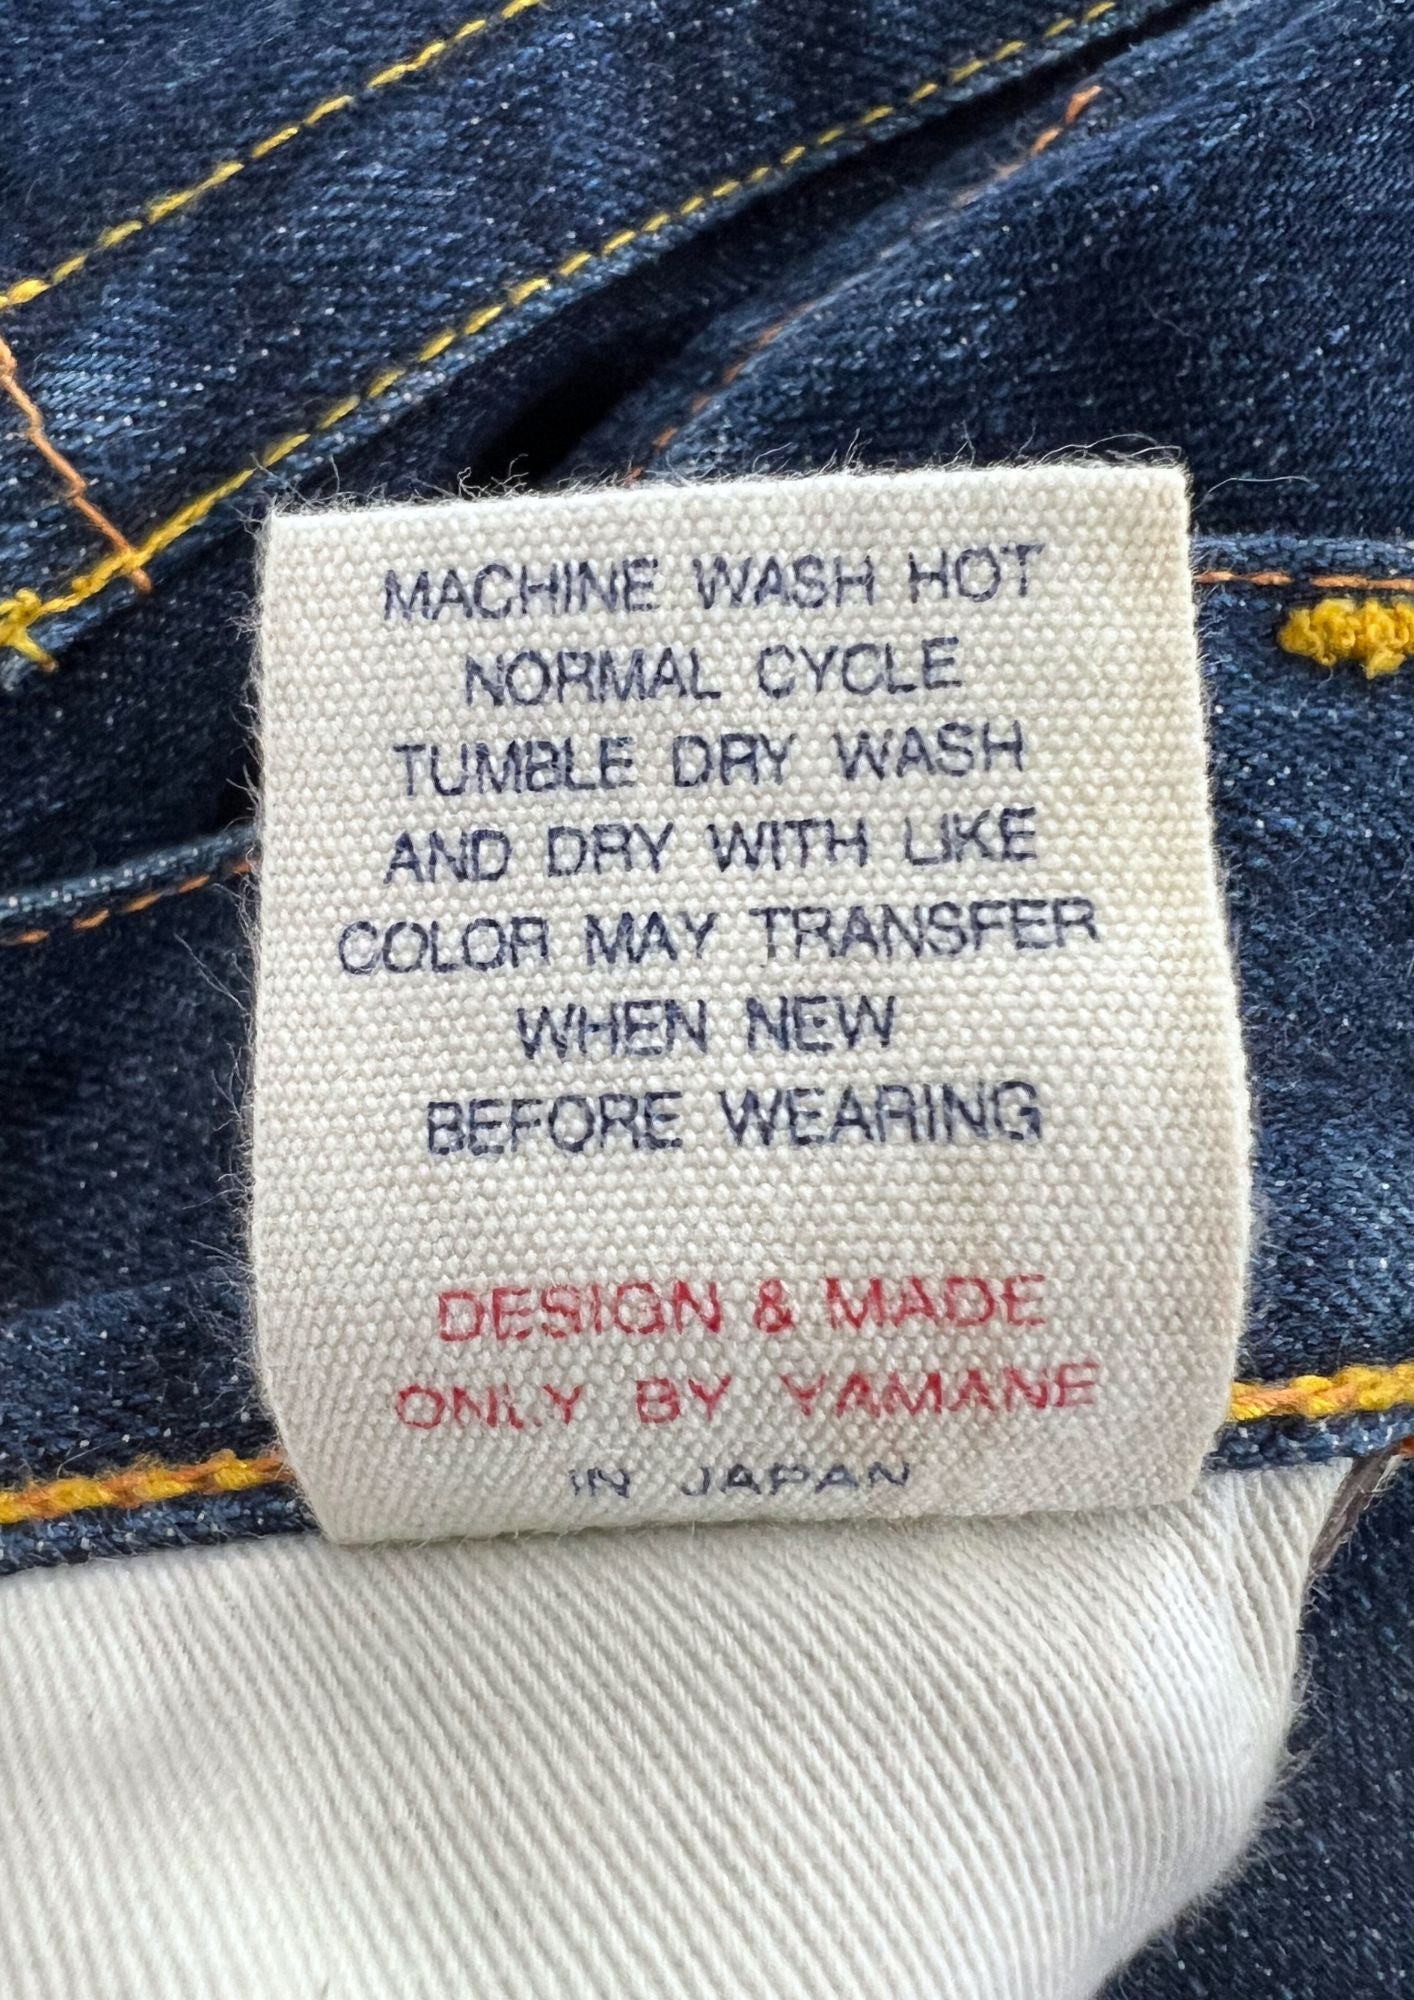 MACHINE WASH HOT
NORMAL CYCLE
TUMBLE DRY WASH
AND DRY WITH LIKE
COLOR MAY TRANSFER
WHEN NEW
BEFORE WEARING
DESIGN & MADE
ONLY BY YAMANE
IN JAPAN